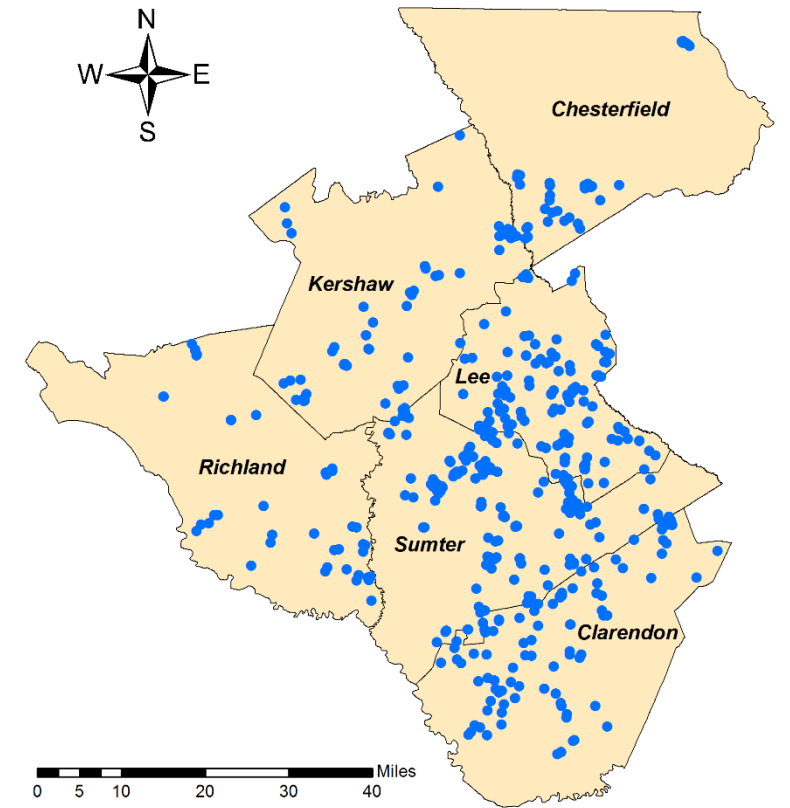 N
W E
S
Chesterfield
Kershaw
Lee
Richland
Sumter
Clarendon
Miles
0 5 10 20 30 40